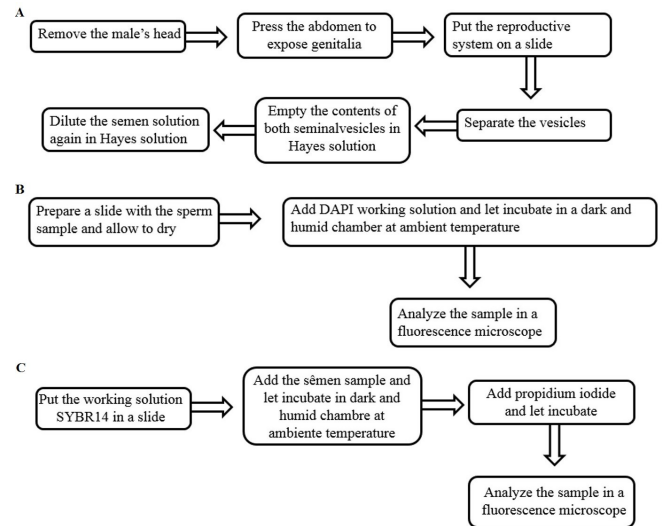 A
Remove the male's head
Press the abdomen to
expose genitalia
Put the reproductive
system on a slide
Separate the vesicles
Empty the contents of
both seminalvesicles in
Hayes solution
Dilute the semen solution
again in Hayes solution
B
Prepare a slide with the sperm
sample and allow to dry
Add DAPI working solution and let incubate in a dark and
humid chamber at ambient temperature
Analyze the sample in a
fluorescence microscope
C
Put the working solution
SYBR14 in a slide
Add the sêmen sample and
let incubate in dark and
humid chambre at
ambiente temperature
Add propidium iodide
and let incubate
Analyze the sample in a
fluorescence microscope